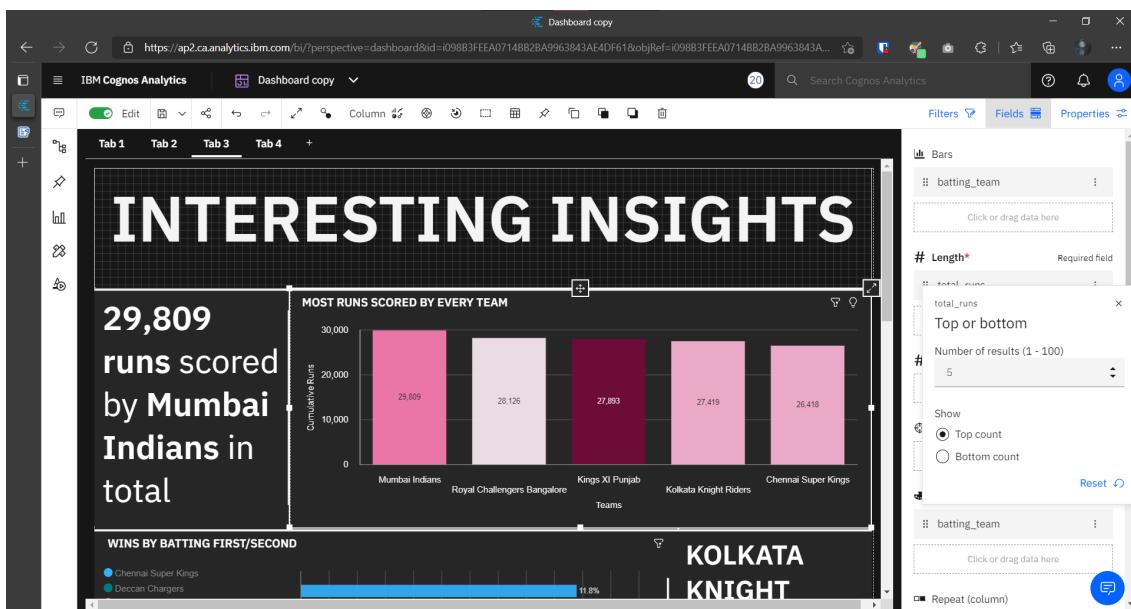 Dashboard copy
https://ap2.ca.analytics.ibm.com/bi/?perspective=dashboard&id=i098B3FEEA0714BB2BA9963843AE4DF61&objRef=i098B3FEEA0714BB2BA9963843A...
IBM Cognos Analytics
Dashboard copy
20
Search Cognos Analytics
Edit
Column
Filters
Fields
Properties
Tab 1
Tab 2
Tab 3
Tab 4
+
INTERESTING INSIGHTS
29,809
runs scored
by Mumbai
Indians in
total
MOST RUNS SCORED BY EVERY TEAM
Cumulative Runs
30,000
20,000
10,000
0
29,809
28,126
27,893
27,419
26,418
Mumbai Indians
Royal Challengers Bangalore
Kings XI Punjab
Kolkata Knight Riders
Chennai Super Kings
Teams
WINS BY BATTING FIRST/SECOND
Chennai Super Kings
Deccan Chargers
11.8%
KOLKATA
KNIGHT
Bars
batting_team
Click or drag data here
# Length*
Required field
total_runs
total_runs
Top or bottom
Number of results (1 - 100)
5
Show
Top count
Bottom count
Reset
batting_team
Click or drag data here
Repeat (column)